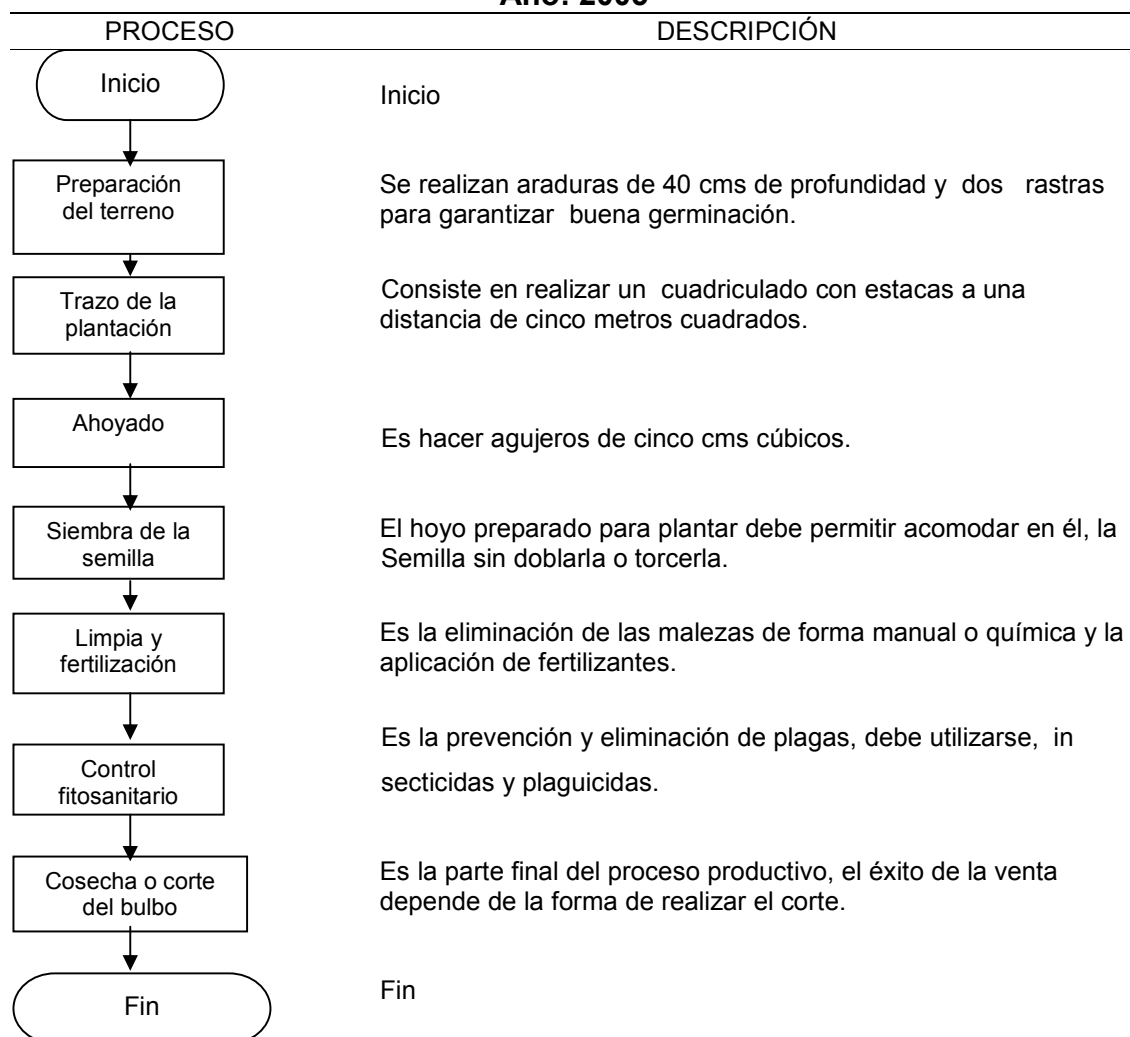 PROCESO DESCRIPCIÓN
Inicio
Inicio
Preparación
del terreno
Se realizan araduras de 40 cms de profundidad y dos rastras
para garantizar buena germinación.
Trazo de la
plantación
Consiste en realizar un cuadriculado con estacas a una
distancia de cinco metros cuadrados.
Ahoyado
Es hacer agujeros de cinco cms cúbicos.
Siembra de la
semilla
El hoyo preparado para plantar debe permitir acomodar en él, la
Semilla sin doblarla o torcerla.
Limpia y
fertilización
Es la eliminación de las malezas de forma manual o química y la
aplicación de fertilizantes.
Control
fitosanitario
Es la prevención y eliminación de plagas, debe utilizarse, in
secticidas y plaguicidas.
Cosecha o corte
del bulbo
Es la parte final del proceso productivo, el éxito de la venta
depende de la forma de realizar el corte.
Fin
Fin